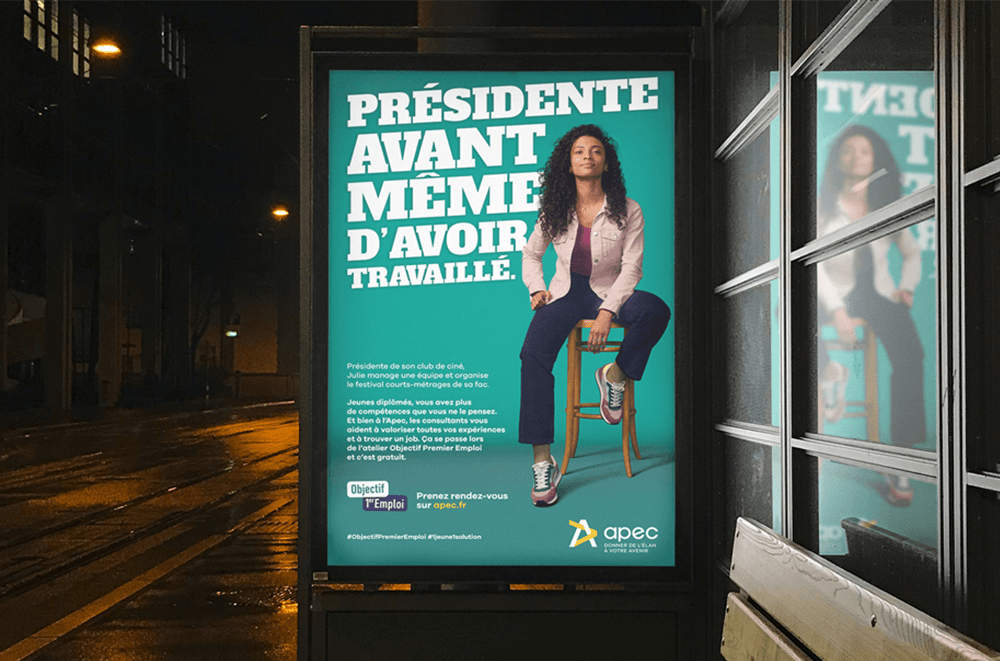 PRÉSIDENTE
AVANT
MÊME
D'AVOIR
TRAVAILLÉ.
Présidente de son club de ciné,
Julie manage une équipe et organise
le festival courts-métrages de sa fac.
Jeunes diplômés, vous avez plus
de compétences que vous ne le pensez.
Et bien à l'Apec, les consultants vous
aident à valoriser toutes vos expériences
et à trouver un job. Ça se passe lors
de l'atelier Objectif Premier Emploi
et c'est gratuit.
Objectif
1er Emploi
Prenez rendez-vous
sur apec.fr
#ObjectifPremierEmploi #1jeune1solution
apec
DONNER DE L'ÉLAN
À VOTRE AVENIR